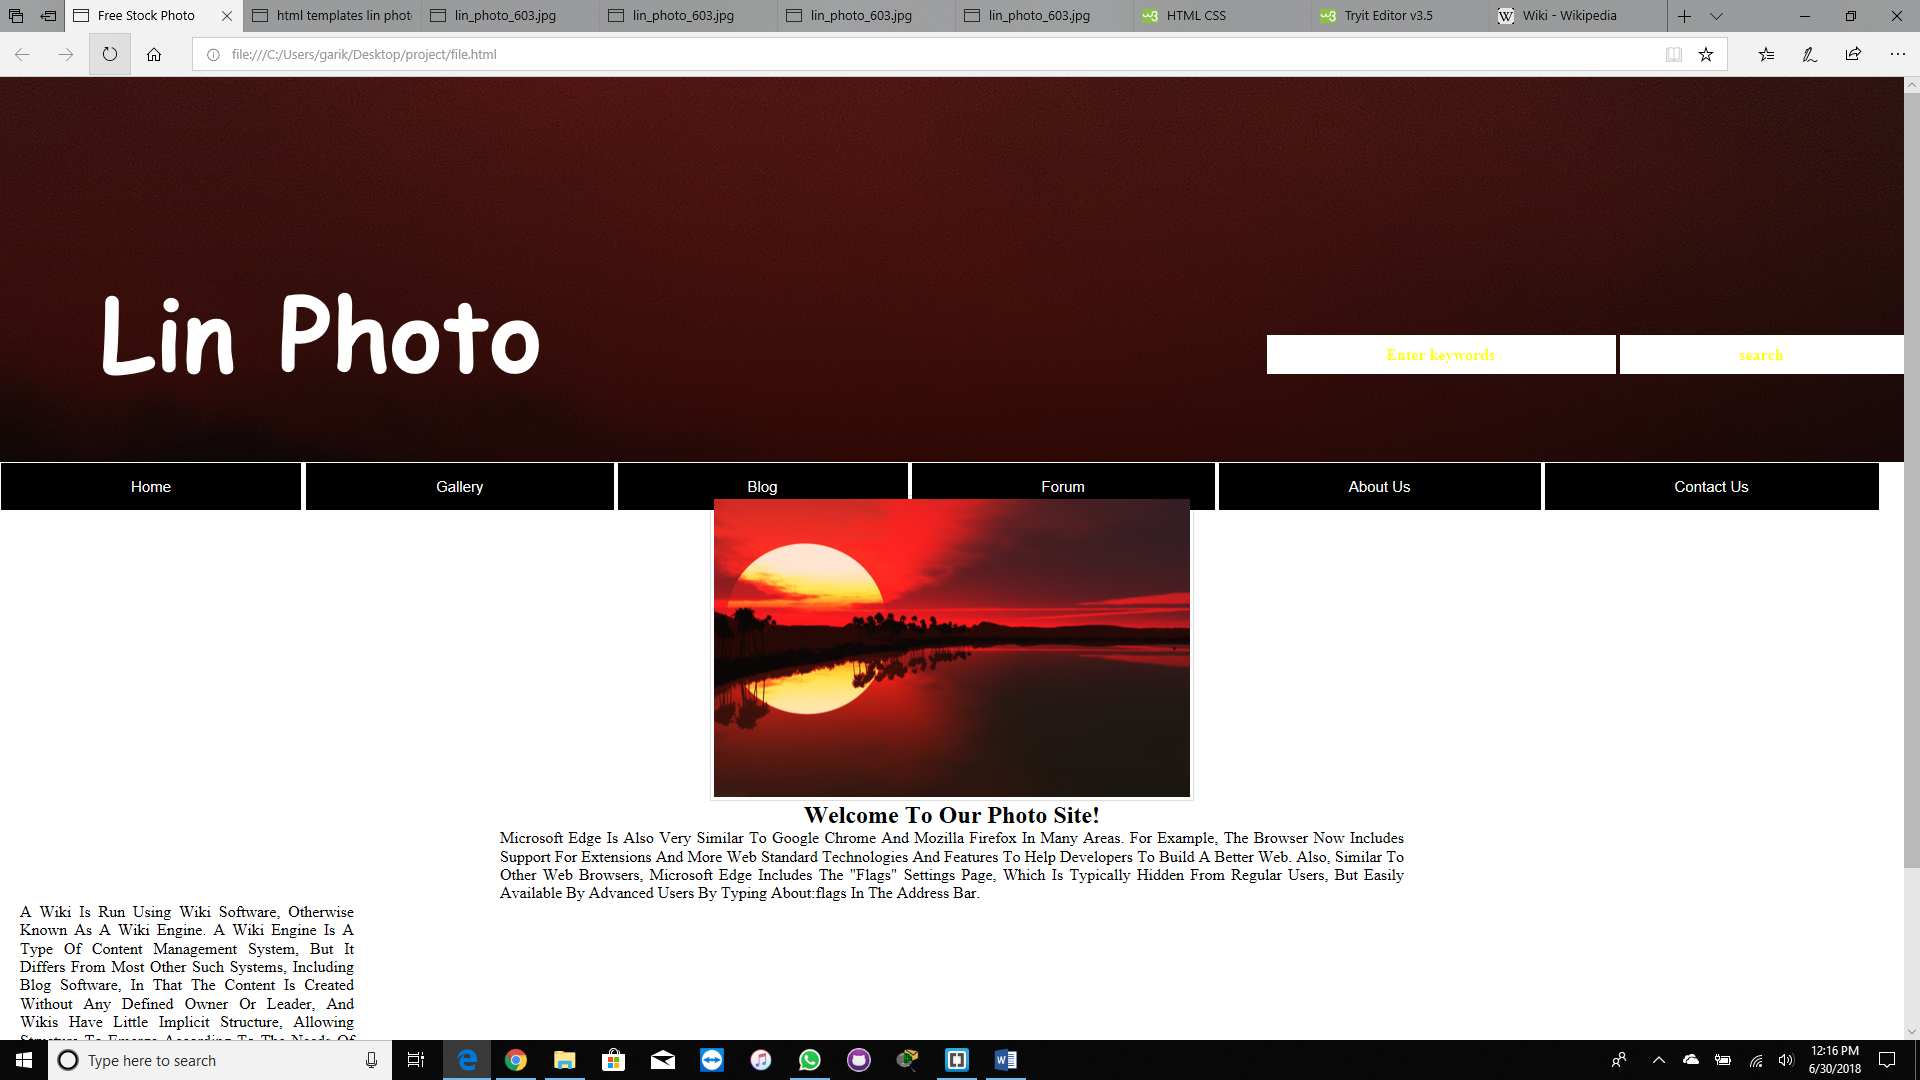 Free Stock Photo
html templates lin phot
lin_photo_603.jpg
lin_photo_603.jpg
lin_photo_603.jpg
lin_photo_603.jpg
HTML CSS
Tryit Editor v3.5
W Wiki - Wikipedia
file:///C:/Users/garik/Desktop/project/file.html
Lin Photo
Enter keywords
search
Home
Gallery
Blog
Forum
About Us
Contact Us
Welcome To Our Photo Site!
Microsoft Edge Is Also Very Similar To Google Chrome And Mozilla Firefox In Many Areas. For Example, The Browser Now Includes
Support For Extensions And More Web Standard Technologies And Features To Help Developers To Build A Better Web. Also, Similar To
Other Web Browsers, Microsoft Edge Includes The "Flags" Settings Page, Which Is Typically Hidden From Regular Users, But Easily
Available By Advanced Users By Typing About:flags In The Address Bar.
A Wiki Is Run Using Wiki Software, Otherwise
Known As A Wiki Engine. A Wiki Engine Is A
Type Of Content Management System, But It
Differs From Most Other Such Systems, Including
Blog Software, In That The Content Is Created
Without Any Defined Owner Or Leader, And
Wikis Have Little Implicit Structure, Allowing
Structure To Emerge According To The Needs Of
Type here to search
12:16 PM
6/30/2018